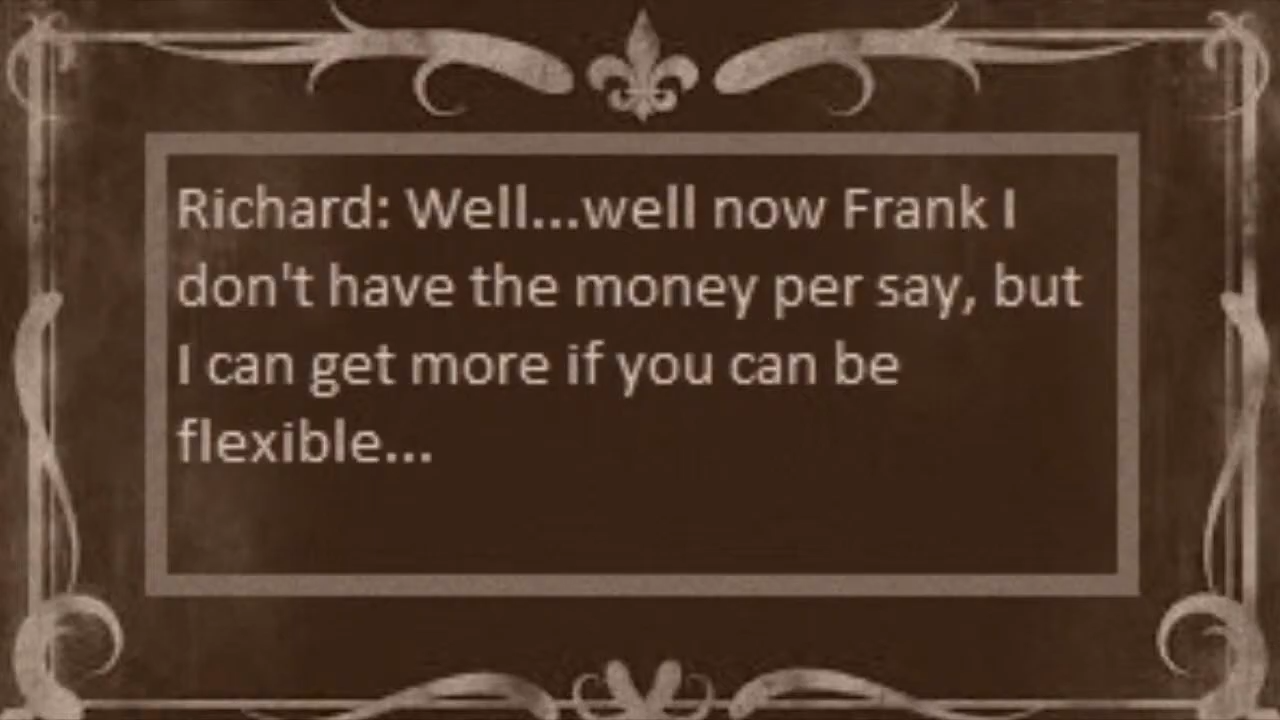 Richard: Well...well now Frank I
don't have the money per say, but
I can get more if you can be
flexible...